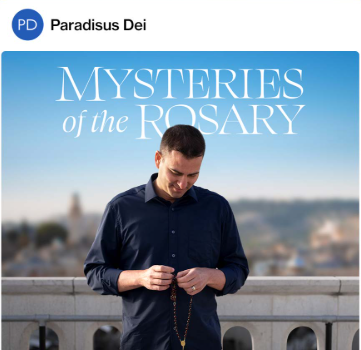 PD Paradisus Dei
MYSTERIES
of the ROSARY